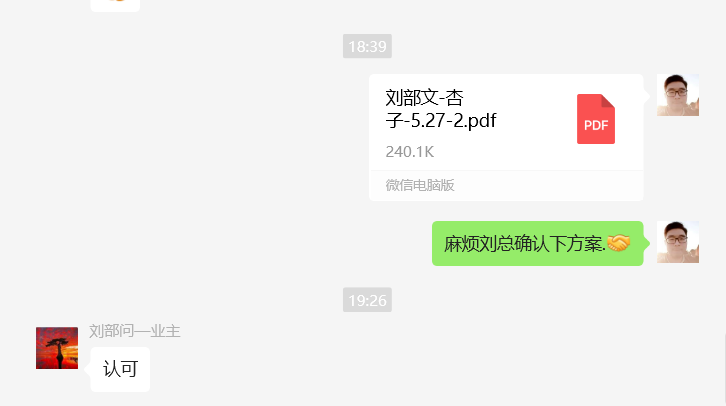 18:39
刘部文-杏
子-5.27-2.pdf
PDF
240.1K
微信电脑版
麻烦刘总确认下方案.
19:26
刘部问—业主
认可